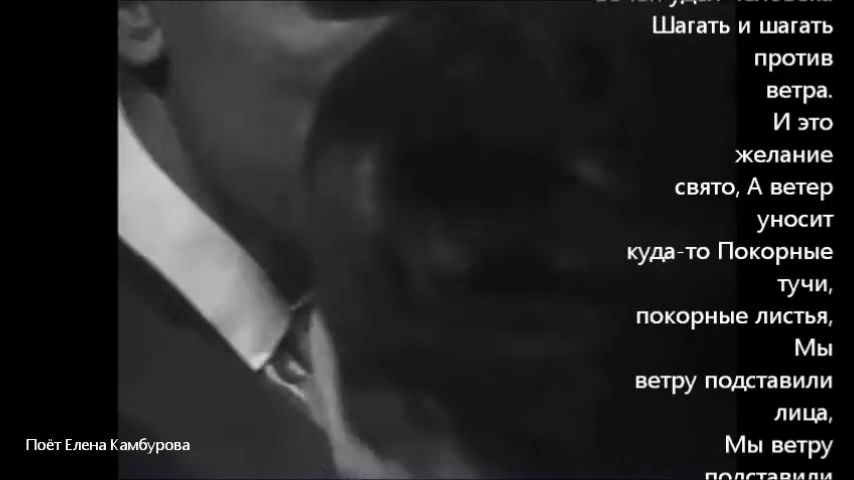 Шагать и шагать
против
ветра.
И это
желание
свято, А ветер
уносит
куда-то Покорные
тучи,
покорные листья,
Мы
ветру подставили
лица,
Мы ветру
подставили
Поёт Елена Камбурова